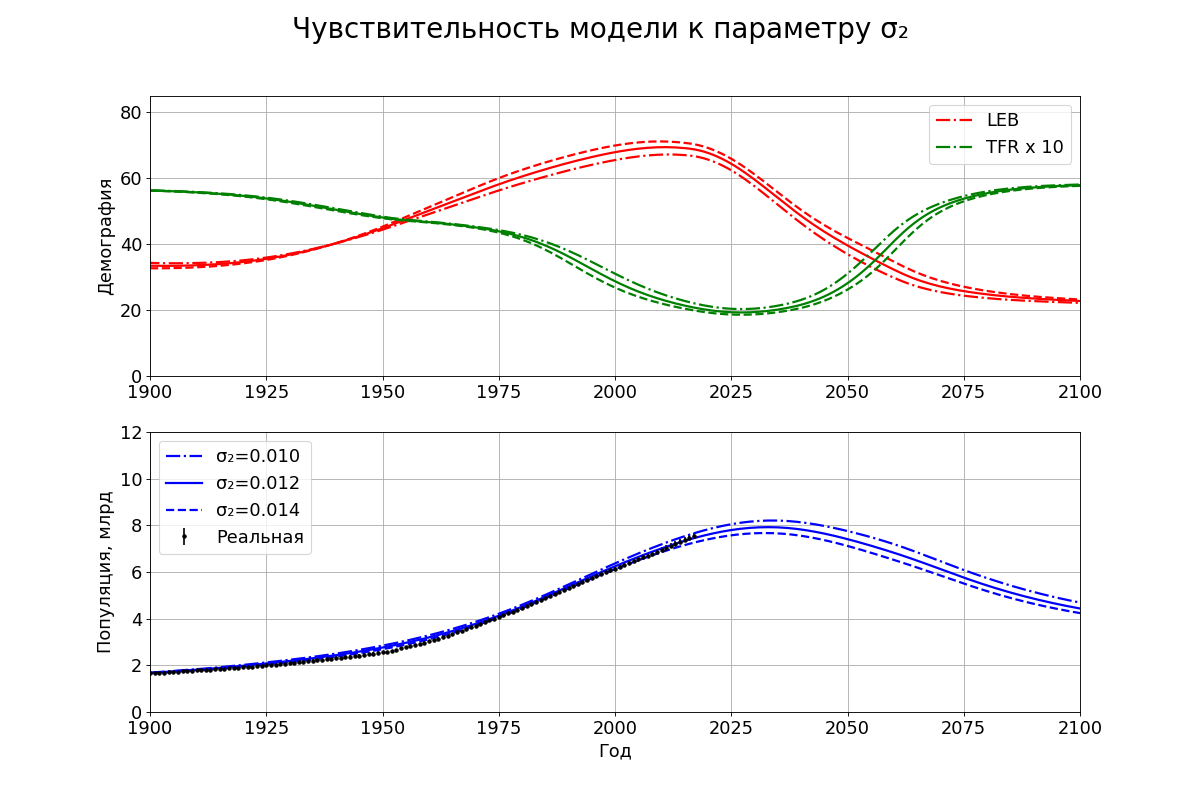 Чувствительность модели к параметру σ₂
80
60
40
20
0
Демография
LEB
TFR x 10
1900 1925 1950 1975 2000 2025 2050 2075 2100
12
10
8
6
4
2
0
Популяция, млрд
σ₂=0.010
σ₂=0.012
σ₂=0.014
Реальная
1900 1925 1950 1975 2000 2025 2050 2075 2100
Год